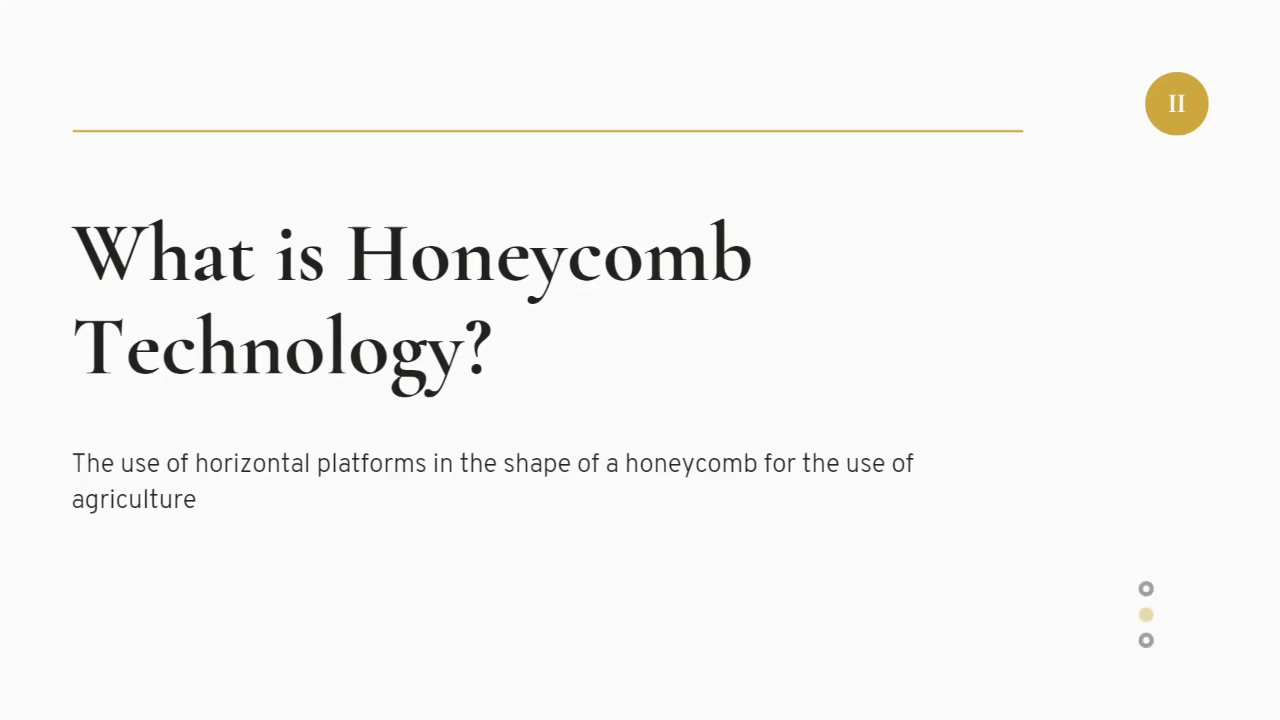 II
What is Honeycomb
Technology?
The use of horizontal platforms in the shape of a honeycomb for the use of
agriculture